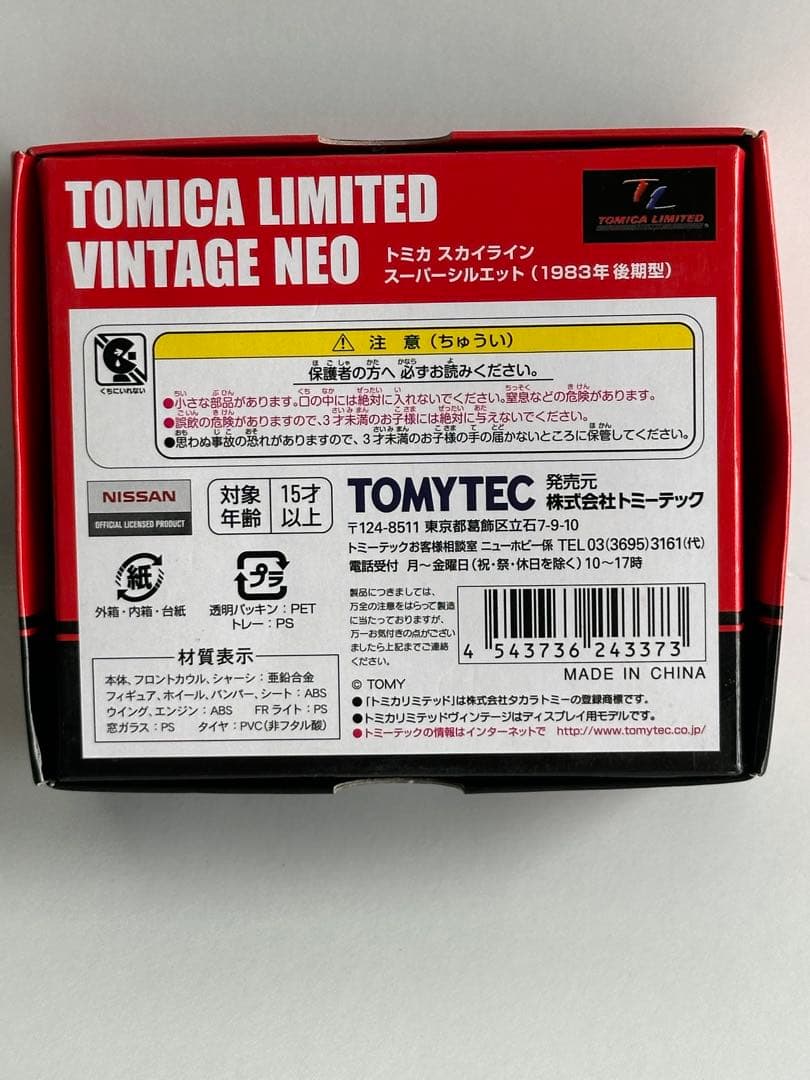 TOMICA LIMITED
VINTAGE NEO
トミカ スカイライン
スーパーシルエット(1983年 後期型)
TL
TOMICA LIMITED
くちにいれない
⚠ 注 意(ちゅうい)
保護者の方へ 必ずお読みください。
●小さな部品があります。口の中には絶対に入れないでください。窒息などの危険があります。
●誤飲の危険がありますので、3才未満のお子様には絶対に与えないでください。
●思わぬ事故の恐れがありますので、3才未満のお子様の手の届かないところに保管してください。
NISSAN
OFFICIAL LICENSED PRODUCT
対象年齢 15才以上
TOMYTEC 発売元 株式会社トミーテック
〒124-8511 東京都葛飾区立石7-9-10
トミーテックお客様相談室 ニューホビー係 TEL 03(3695)3161(代)
電話受付 月~金曜日(祝・祭・休日を除く)10~17時
紙
外箱・内箱・台紙
プラ
透明パッキン:PET
トレー:PS
製品につきましては、
万全の注意をはらって製造
に当たっておりますが、
万一お気付きの点がござい
ましたら上記までご連絡
ください。
4 543736 243373
MADE IN CHINA
材質表示
本体、フロントカウル、シャーシ:亜鉛合金
フィギュア、ホイール、バンパー、シート:ABS
ウイング、エンジン:ABS FRライト:PS
窓ガラス:PS タイヤ:PVC(非フタル酸)
© TOMY
●「トミカリミテッド」は株式会社タカラトミーの登録商標です。
●トミカリミテッドヴィンテージはディスプレイ用モデルです。
●トミーテックの情報はインターネットで http://www.tomytec.co.jp/